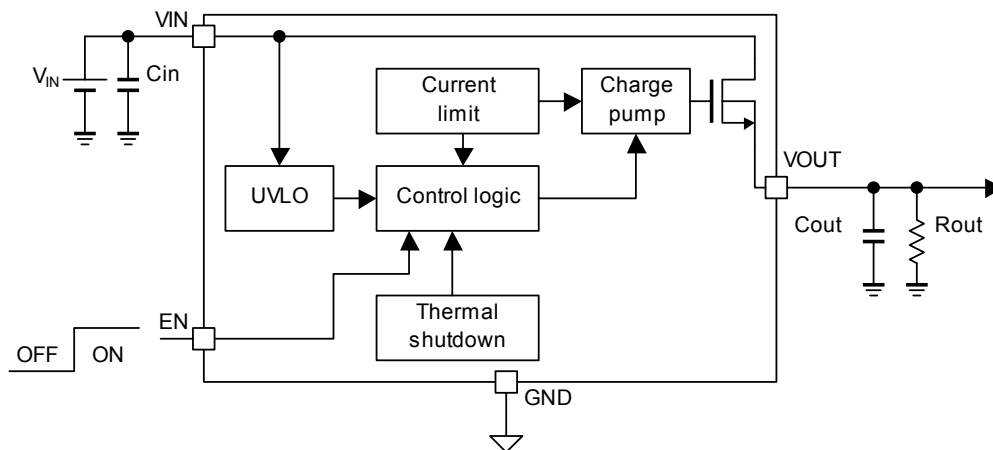 VIN
VIN
Cin
Current
limit
Charge
pump
VOUT
UVLO
Control logic
Cout
Rout
EN
Thermal
shutdown
OFF
ON
GND